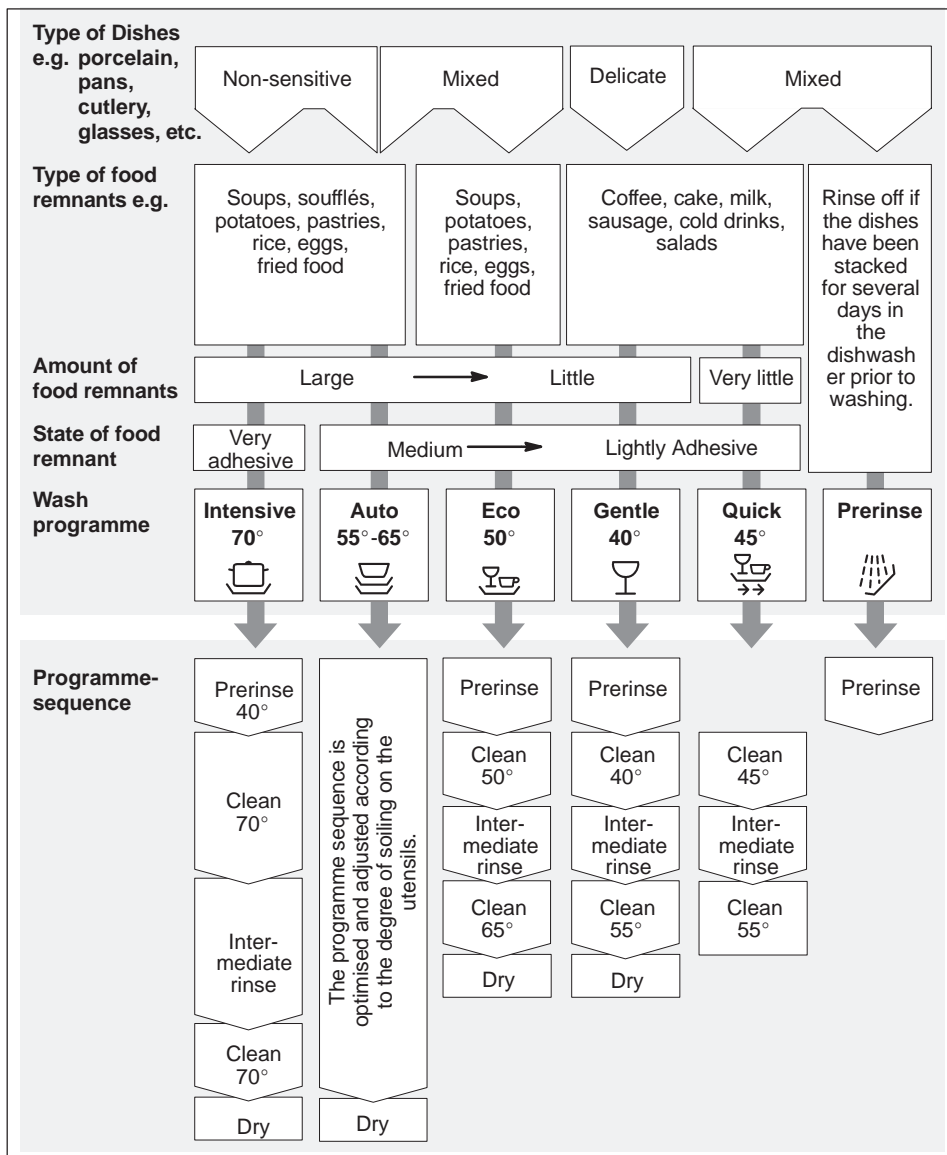 Type of Dishes
e.g. porcelain,
pans,
cutlery,
glasses, etc.
Non-sensitive
Mixed
Delicate
Mixed
Type of food
remnants e.g.
Soups, soufflés,
potatoes, pastries,
rice, eggs,
fried food
Soups,
potatoes,
pastries,
rice, eggs,
fried food
Coffee, cake, milk,
sausage, cold drinks,
salads
Rinse off if
the dishes
have been
stacked
for several
days in
the
dishwash
er prior to
washing.
Amount of
food remnants
Large
Little
Very little
State of food
remnant
Very
adhesive
Medium
Lightly Adhesive
Wash
programme
Intensive
70°
Auto
55°-65°
Eco
50°
Gentle
40°
Quick
45°
Prerinse
Programme-
sequence
Prerinse
40°
Clean
70°
Inter-
mediate
rinse
Clean
70°
Dry
The programme sequence is
optimised and adjusted according
to the degree of soiling on the
utensils.
Dry
Prerinse
Clean
50°
Inter-
mediate
rinse
Clean
65°
Dry
Prerinse
Clean
40°
Inter-
mediate
rinse
Clean
55°
Dry
Clean
45°
Inter-
mediate
rinse
Clean
55°
Prerinse